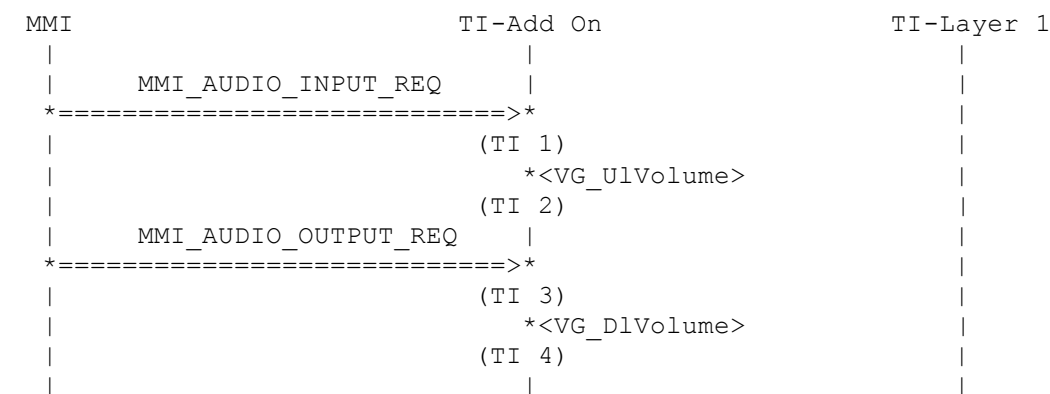 MMI TI-Add On TI-Layer 1
| | |
| MMI_AUDIO_INPUT_REQ | |
*============================>* |
| (TI 1) |
| *<VG_UlVolume> |
| (TI 2) |
| MMI_AUDIO_OUTPUT_REQ | |
*============================>* |
| (TI 3) |
| *<VG_DlVolume> |
| (TI 4) |
| | |